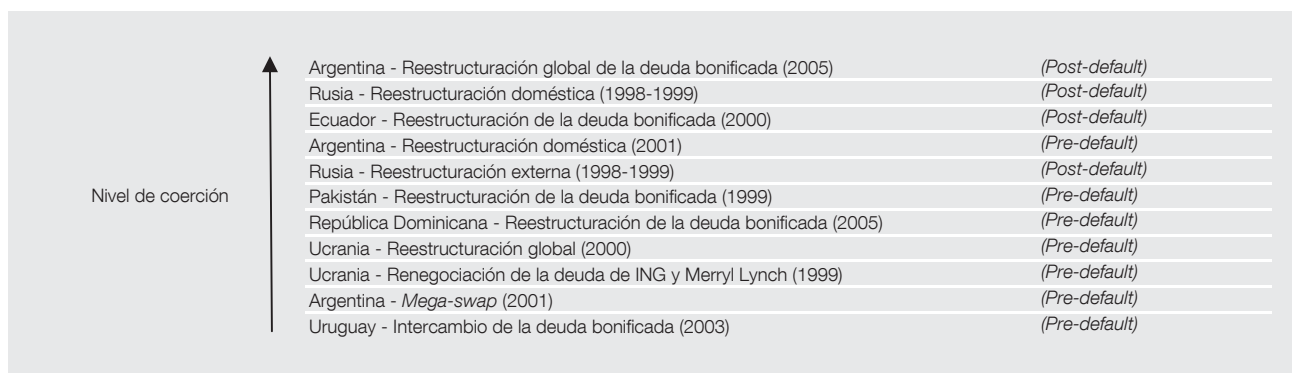 Argentina - Reestructuración global de la deuda bonificada (2005) (Post-default)
Rusia - Reestructuración doméstica (1998-1999) (Post-default)
Ecuador - Reestructuración de la deuda bonificada (2000) (Post-default)
Argentina - Reestructuración doméstica (2001) (Pre-default)
Rusia - Reestructuración externa (1998-1999) (Post-default)
Nivel de coerción Pakistán - Reestructuración de la deuda bonificada (1999) (Pre-default)
República Dominicana - Reestructuración de la deuda bonificada (2005) (Pre-default)
Ucrania - Reestructuración global (2000) (Pre-default)
Ucrania - Renegociación de la deuda de ING y Merryl Lynch (1999) (Pre-default)
Argentina - Mega-swap (2001) (Pre-default)
Uruguay - Intercambio de la deuda bonificada (2003) (Pre-default)